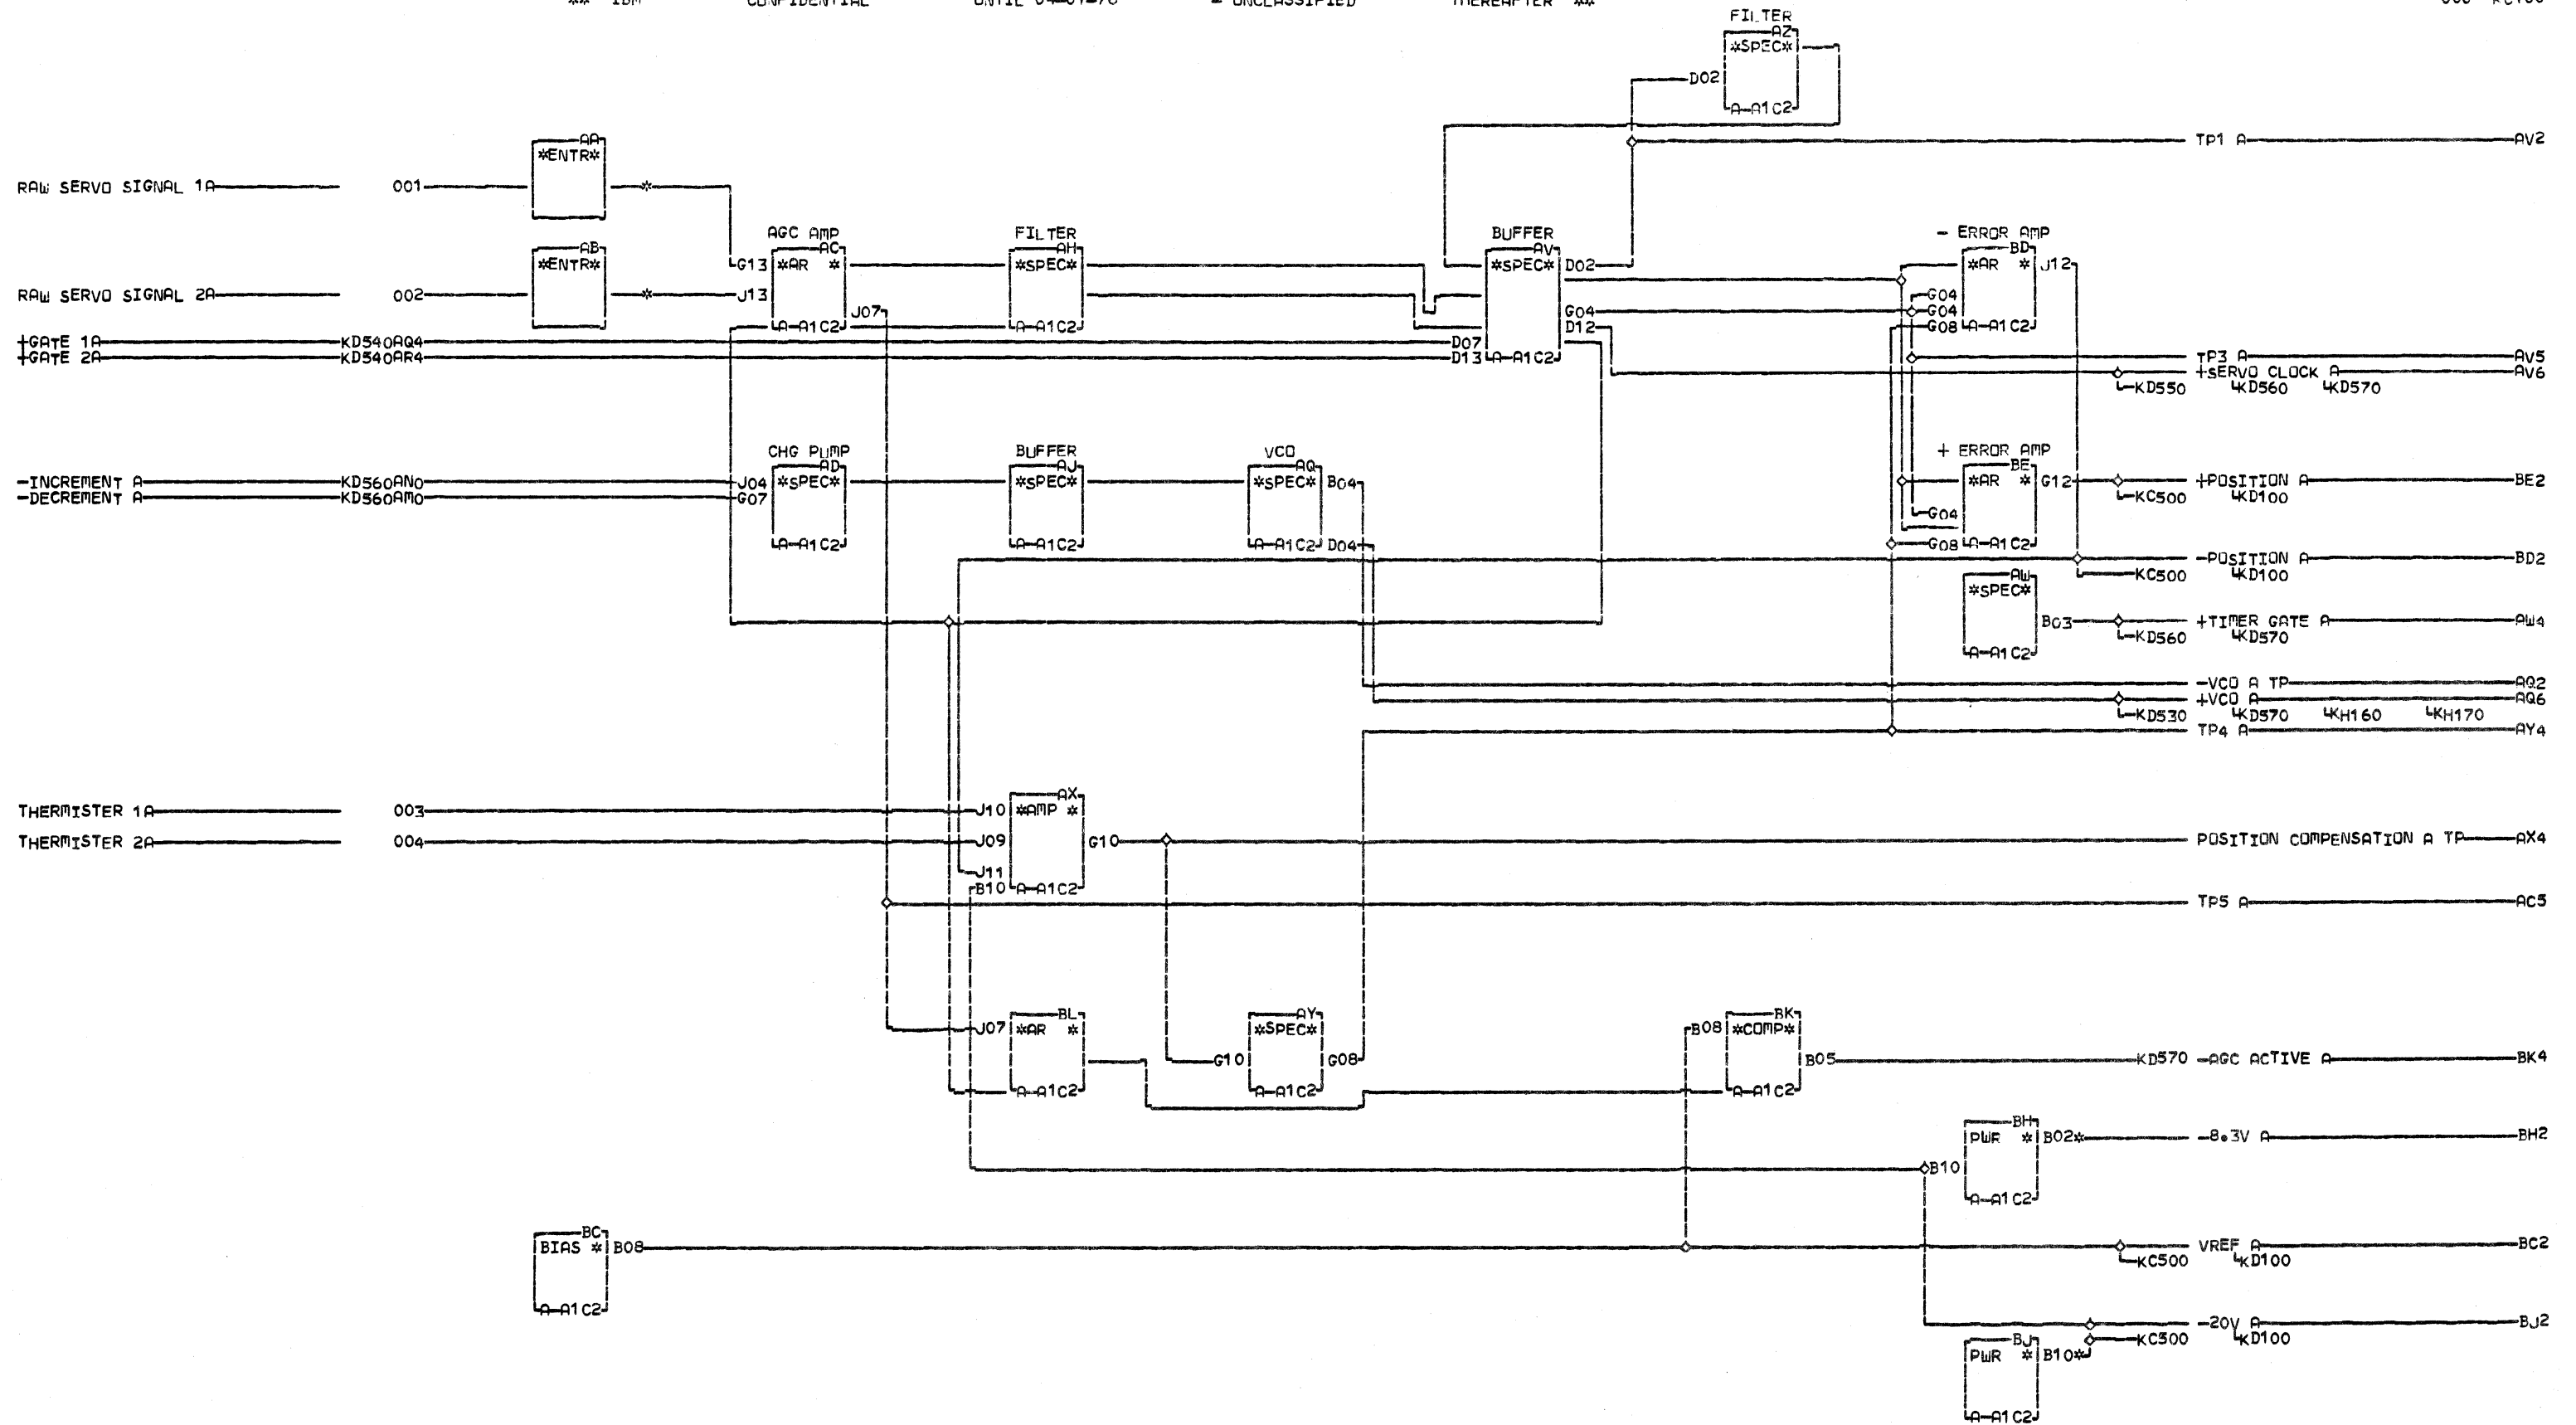 ** IBM CONFIDENTIAL UNTIL UNCLASSIFIED THEREAFTER **
FILTER
AZ
*SPEC*
D02
A-A1C2
AA
*ENTR*
TP1 A AV2
RAW SERVO SIGNAL 1A 001 *
AGC AMP FILTER BUFFER - ERROR AMP
AB AC AH AV BD
*ENTR* G13 *AR * *SPEC* *SPEC* D02 *AR * J12
RAW SERVO SIGNAL 2A 002 * J13 G04
J07 G04 G04
A-A1C2 A-A1C2 D12 G08 A-A1C2
+GATE 1A KD540AQ4 D07
+GATE 2A KD540AR4 D13 A-A1C2 TP3 A AV5
+SERVO CLOCK A AV6
KD550 KD560 KD570
CHG PUMP BUFFER VCO + ERROR AMP
AD AJ AQ BE
-INCREMENT A KD560AN0 J04 *SPEC* *SPEC* *SPEC* B04 *AR * G12 +POSITION A BE2
-DECREMENT A KD560AM0 G07 KC500 KD100
G04
A-A1C2 A-A1C2 A-A1C2 D04 G08 A-A1C2
-POSITION A BD2
AW KC500 KD100
*SPEC*
B03 +TIMER GATE A AW4
KD560 KD570
A-A1C2
-VCO A TP AQ2
+VCO A AQ6
KD530 KD570 KH160 KH170
TP4 A AY4
AX
THERMISTER 1A 003 J10 *AMP *
THERMISTER 2A 004 J09 G10 POSITION COMPENSATION A TP AX4
J11
B10 A-A1C2
TP5 A AC5
BL AY BK
J07 *AR * *SPEC* B08 *COMP*
G10 G08 B05 KD570 -AGC ACTIVE A BK4
A-A1C2 A-A1C2 A-A1C2
BH
PWR * B02* -8.3V A BH2
B10
A-A1C2
BC
BIAS * B08 VREF A BC2
KC500 KD100
A-A1C2
-20V A BJ2
BJ KC500 KD100
PWR * B10*
A-A1C2